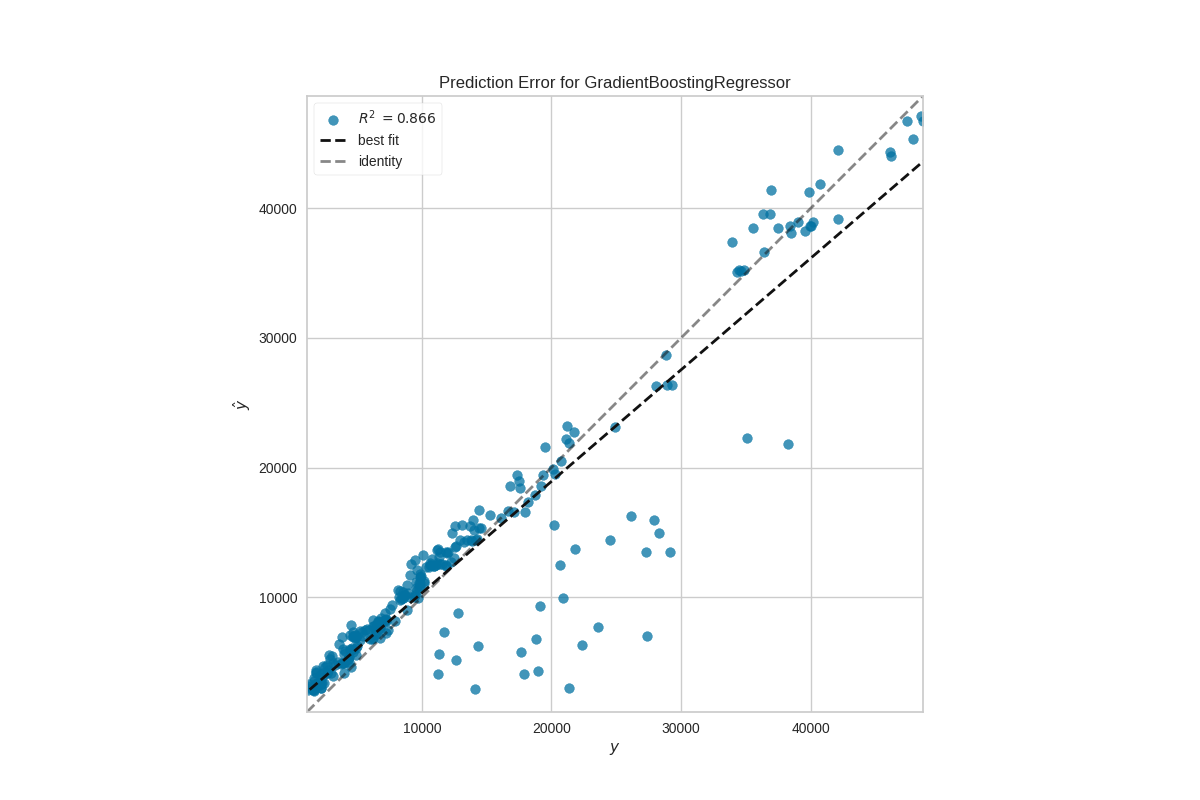 Prediction Error for GradientBoostingRegressor
R² = 0.866
best fit
identity
40000
30000
20000
10000
ŷ
10000 20000 30000 40000
y